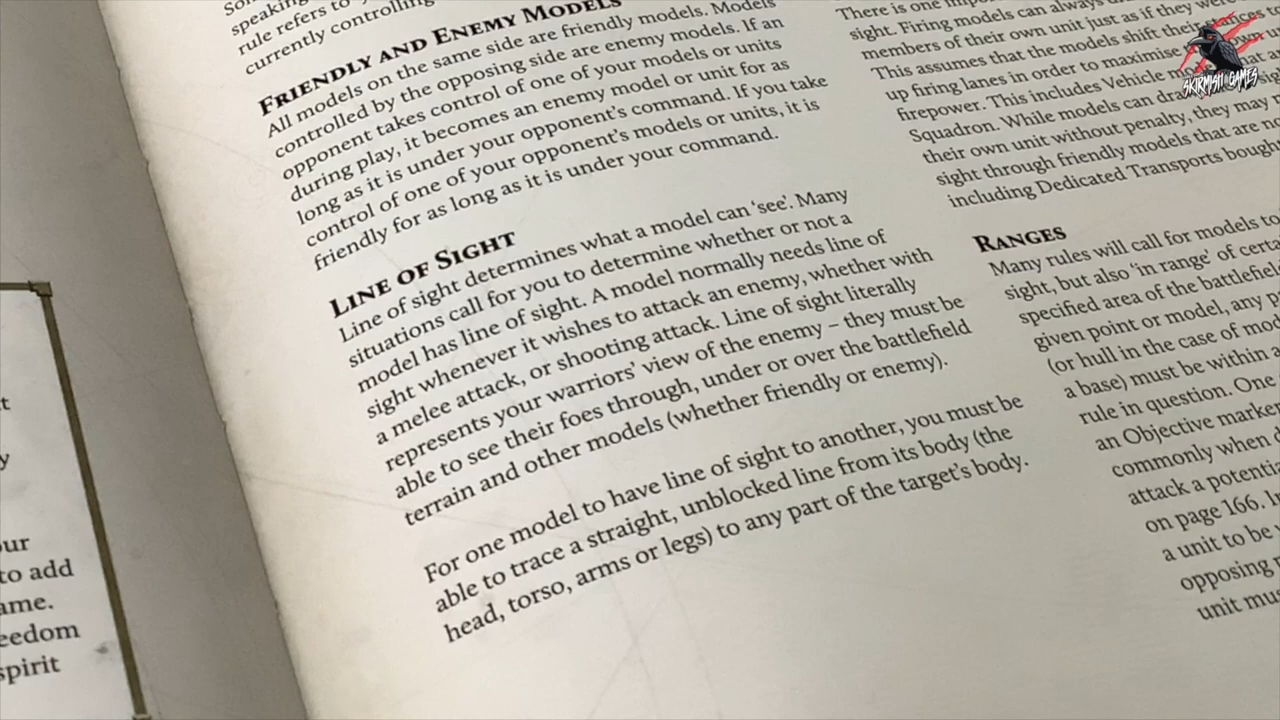 speaking
rule refers to
currently controlling
FRIENDLY AND ENEMY MODELS
All models on the same side are friendly models. Models
controlled by the opposing side are enemy models. If an
opponent takes control of one of your models or units
during play, it becomes an enemy model or unit for as
long as it is under your opponent's command. If you take
control of one of your opponent's models or units, it is
friendly for as long as it is under your command.
LINE OF SIGHT
Line of sight determines what a model can 'see'. Many
situations call for you to determine whether or not a
model has line of sight. A model normally needs line of
sight whenever it wishes to attack an enemy, whether with
a melee attack, or shooting attack. Line of sight literally
represents your warriors' view of the enemy – they must be
able to see their foes through, under or over the battlefield
terrain and other models (whether friendly or enemy).
For one model to have line of sight to another, you must be
able to trace a straight, unblocked line from its body (the
head, torso, arms or legs) to any part of the target's body.
There is one
sight. Firing models can always
members of their own unit just as if they were
This assumes that the models shift their
up firing lanes in order to maximise own
firepower. This includes Vehicle
Squadron. While models can
their own unit without penalty, they may
sight through friendly models that are
including Dedicated Transports bought
RANGES
Many rules will call for models to
sight, but also 'in range' of
specified area of the battlefield
given point or model, any
(or hull in the case of
a base) must be within a
rule in question. One
an Objective marker
commonly when
attack a
on page 166.
a unit to be
opposing
unit
to add
spirit
SKIRMISH GAMES